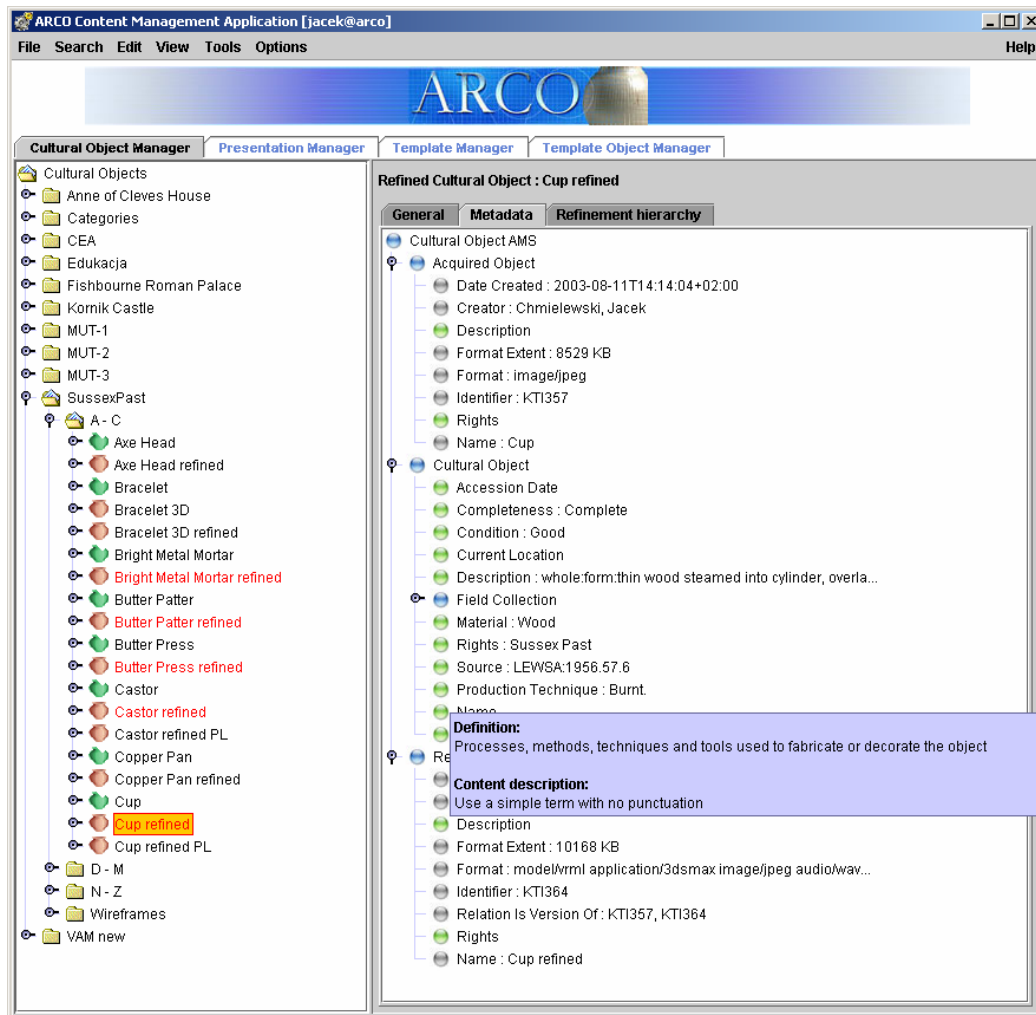 ARCO Content Management Application [jacek@arco]
File Search Edit View Tools Options Help
ARCO
Cultural Object Manager Presentation Manager Template Manager Template Object Manager
Cultural Objects
Anne of Cleves House
Categories
CEA
Edukacja
Fishbourne Roman Palace
Kornik Castle
MUT-1
MUT-2
MUT-3
SussexPast
A - C
Axe Head
Axe Head refined
Bracelet
Bracelet 3D
Bracelet 3D refined
Bright Metal Mortar
Bright Metal Mortar refined
Butter Patter
Butter Patter refined
Butter Press
Butter Press refined
Castor
Castor refined
Castor refined PL
Copper Pan
Copper Pan refined
Cup
Cup refined
Cup refined PL
D - M
N - Z
Wireframes
VAM new
Refined Cultural Object : Cup refined
General Metadata Refinement hierarchy
Cultural Object AMS
Acquired Object
Date Created : 2003-08-11T14:14:04+02:00
Creator : Chmielewski, Jacek
Description
Format Extent : 8529 KB
Format : image/jpeg
Identifier : KTI357
Rights
Name : Cup
Cultural Object
Accession Date
Completeness : Complete
Condition : Good
Current Location
Description : whole:form:thin wood steamed into cylinder, overla...
Field Collection
Material : Wood
Rights : Sussex Past
Source : LEWSA:1956.57.6
Production Technique : Burnt.
Name
Definition:
Processes, methods, techniques and tools used to fabricate or decorate the object
Re
Content description:
Use a simple term with no punctuation
Description
Format Extent : 10168 KB
Format : model/vrml application/3dsmax image/jpeg audio/wav...
Identifier : KTI364
Relation Is Version Of : KTI357, KTI364
Rights
Name : Cup refined